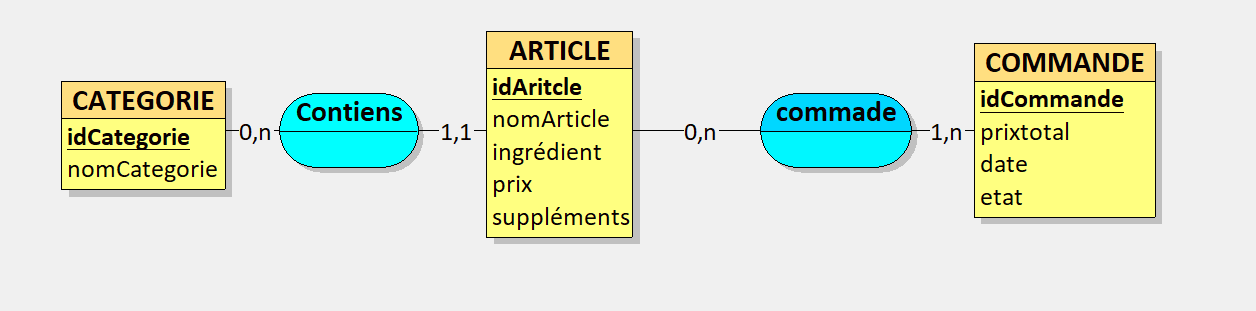 CATEGORIE
idCategorie
nomCategorie
0,n
Contiens
1,1
ARTICLE
idAritcle
nomArticle
ingrédient
prix
suppléments
0,n
commade
1,n
COMMANDE
idCommande
prixtotal
date
etat